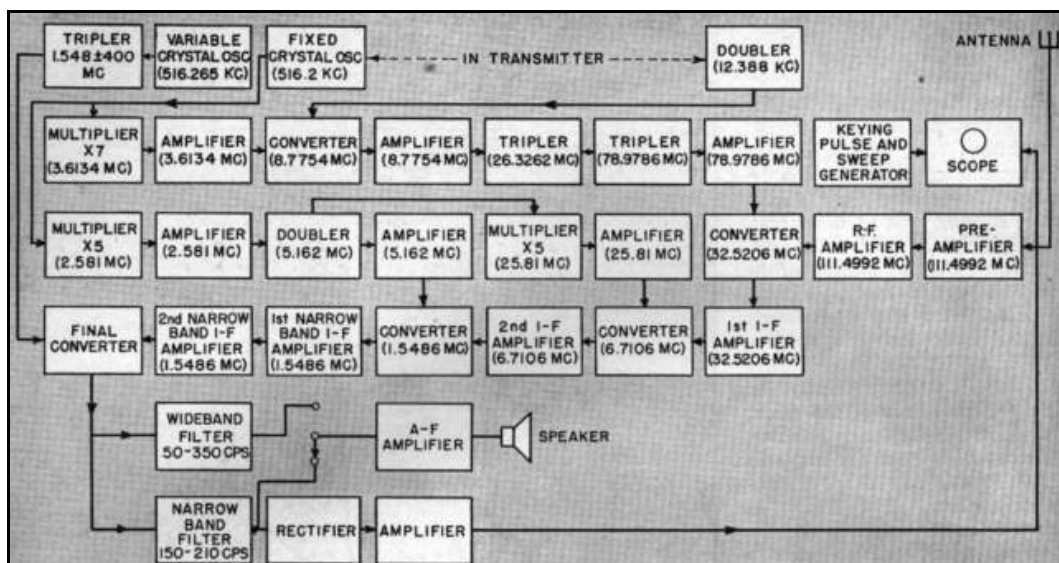 TRIPLER
1.548±400
MC
VARIABLE
CRYSTAL OSC
(516.265 KC)
FIXED
CRYSTAL OSC
(516.2 KC)
IN TRANSMITTER
DOUBLER
(12.388 KC)
ANTENNA
MULTIPLIER
X7
(3.6134 MC)
AMPLIFIER
(3.6134 MC)
CONVERTER
(8.7754 MC)
AMPLIFIER
(8.7754 MC)
TRIPLER
(26.3262 MC)
TRIPLER
(78.9786 MC)
AMPLIFIER
(78.9786 MC)
KEYING
PULSE AND
SWEEP
GENERATOR
SCOPE
MULTIPLIER
X5
(2.581 MC)
AMPLIFIER
(2.581 MC)
DOUBLER
(5.162 MC)
AMPLIFIER
(5.162 MC)
MULTIPLIER
X5
(25.81 MC)
AMPLIFIER
(25.81 MC)
CONVERTER
(32.5206 MC)
R-F
AMPLIFIER
(111.4992 MC)
PRE-
AMPLIFIER
(111.4992 MC)
FINAL
CONVERTER
2nd NARROW
BAND I-F
AMPLIFIER
(1.5486 MC)
1st NARROW
BAND I-F
AMPLIFIER
(1.5486 MC)
CONVERTER
(1.5486 MC)
2nd I-F
AMPLIFIER
(6.7106 MC)
CONVERTER
(6.7106 MC)
1st I-F
AMPLIFIER
(32.5206 MC)
WIDEBAND
FILTER
50-350 CPS
A-F
AMPLIFIER
SPEAKER
NARROW
BAND
FILTER
150-210 CPS
RECTIFIER
AMPLIFIER